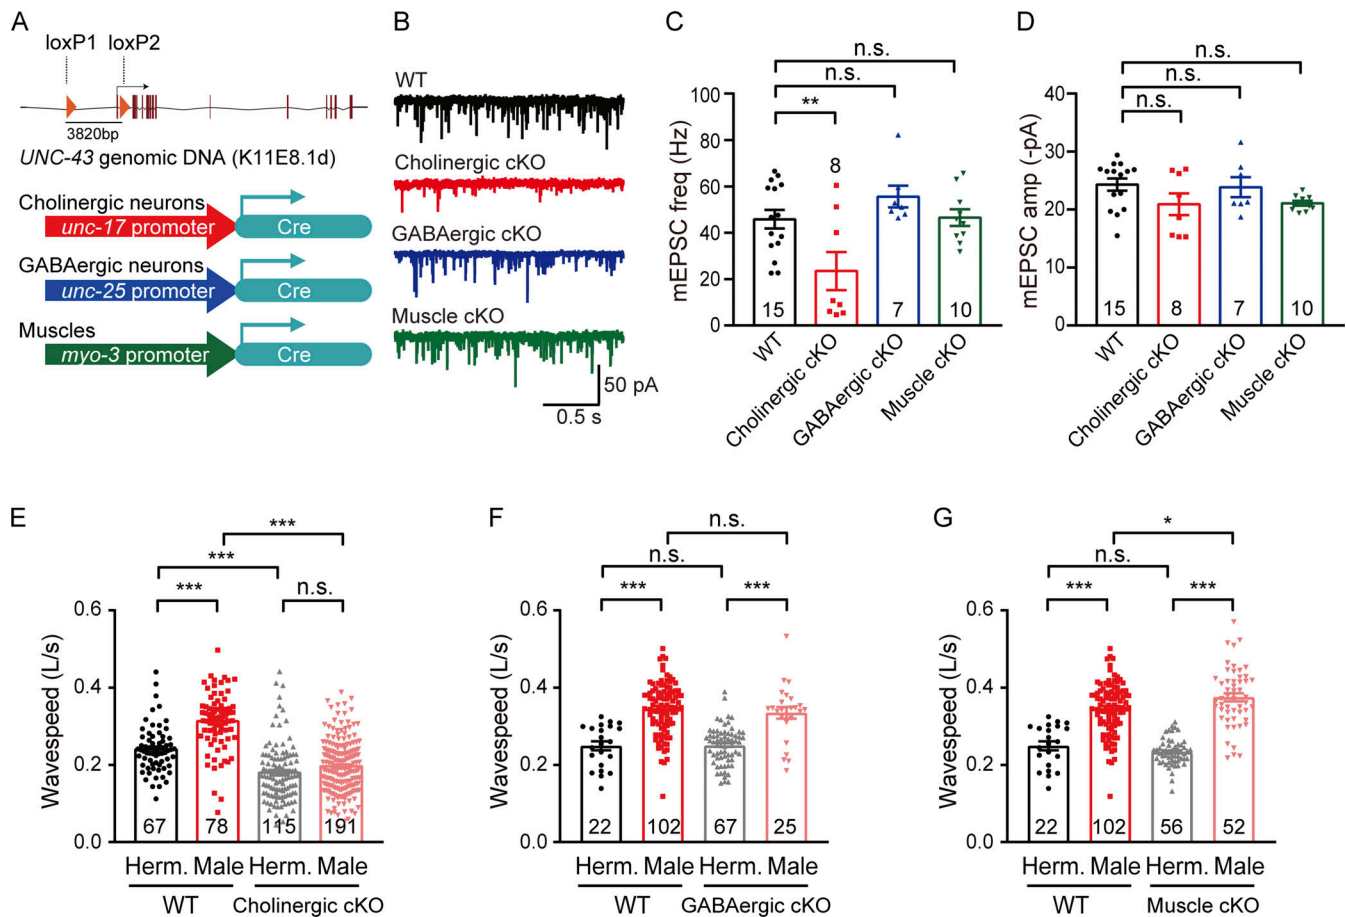 A
loxP1 loxP2
3820bp
UNC-43 genomic DNA (K11E8.1d)
Cholinergic neurons
unc-17 promoter Cre
GABAergic neurons
unc-25 promoter Cre
Muscles
myo-3 promoter Cre
B
WT
Cholinergic cKO
GABAergic cKO
Muscle cKO
50 pA
0.5 s
C
n.s.
n.s.
**
8
mEPSC freq (Hz)
100
80
60
40
20
0
15 7 10
WT
Cholinergic cKO
GABAergic cKO
Muscle cKO
D
n.s.
n.s.
n.s.
mEPSC amp (-pA)
40
30
20
10
0
15 8 7 10
WT
Cholinergic cKO
GABAergic cKO
Muscle cKO
E
***
***
*** n.s.
Wavespeed (L/s)
0.6
0.4
0.2
0.0
67 78 115 191
Herm. Male Herm. Male
WT Cholinergic cKO
F
n.s.
n.s.
*** ***
Wavespeed (L/s)
0.6
0.4
0.2
0.0
22 102 67 25
Herm. Male Herm. Male
WT GABAergic cKO
G
*
n.s.
*** ***
Wavespeed (L/s)
0.6
0.4
0.2
0.0
22 102 56 52
Herm. Male Herm. Male
WT Muscle cKO